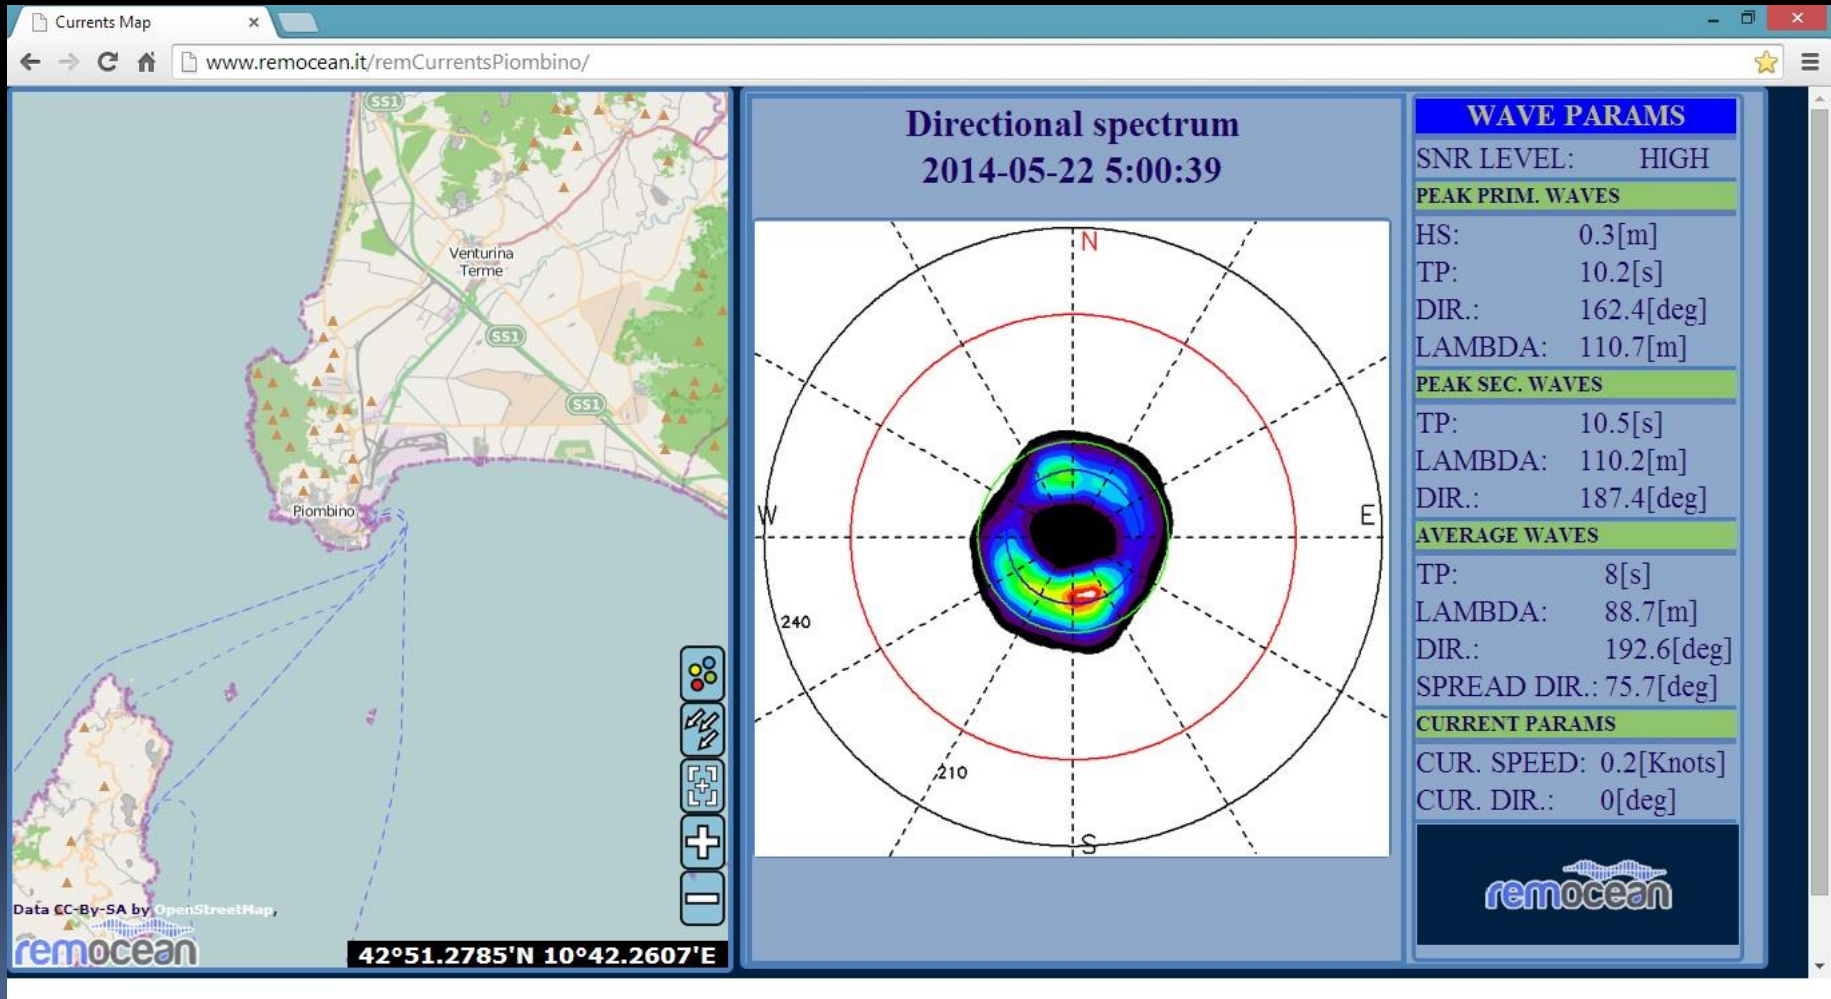 Currents Map
www.remocean.it/remCurrentsPiombino/
SS1
Venturina
Terme
SS1
SS1
Piombino
Data CC-By-SA by OpenStreetMap,
remocean
42°51.2785'N 10°42.2607'E
Directional spectrum
2014-05-22 5:00:39
N
W
E
240
210
S
WAVE PARAMS
SNR LEVEL: HIGH
PEAK PRIM. WAVES
HS: 0.3[m]
TP: 10.2[s]
DIR.: 162.4[deg]
LAMBDA: 110.7[m]
PEAK SEC. WAVES
TP: 10.5[s]
LAMBDA: 110.2[m]
DIR.: 187.4[deg]
AVERAGE WAVES
TP: 8[s]
LAMBDA: 88.7[m]
DIR.: 192.6[deg]
SPREAD DIR.: 75.7[deg]
CURRENT PARAMS
CUR. SPEED: 0.2[Knots]
CUR. DIR.: 0[deg]
remocean